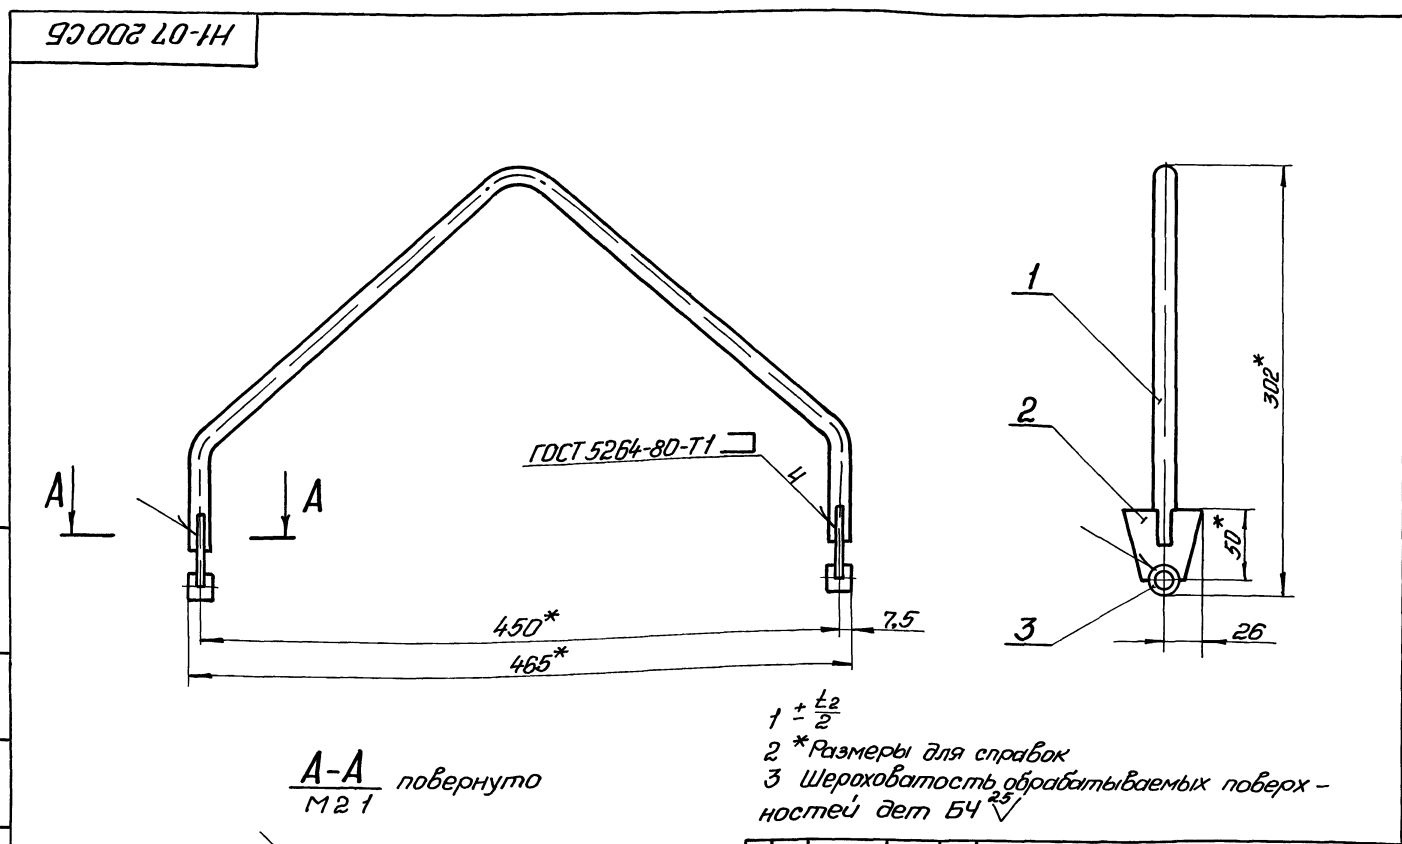 Н1-07 200 СБ
1
302*
2
ГОСТ 5264-80-Т1
4
А
А
50*
450*
7,5
3
26
465*
1 ± t2/2
2 *Размеры для справок
А-А повернуто
М 2 1
3 Шероховатость обрабатываемых поверх-
ностей дет БЧ 25